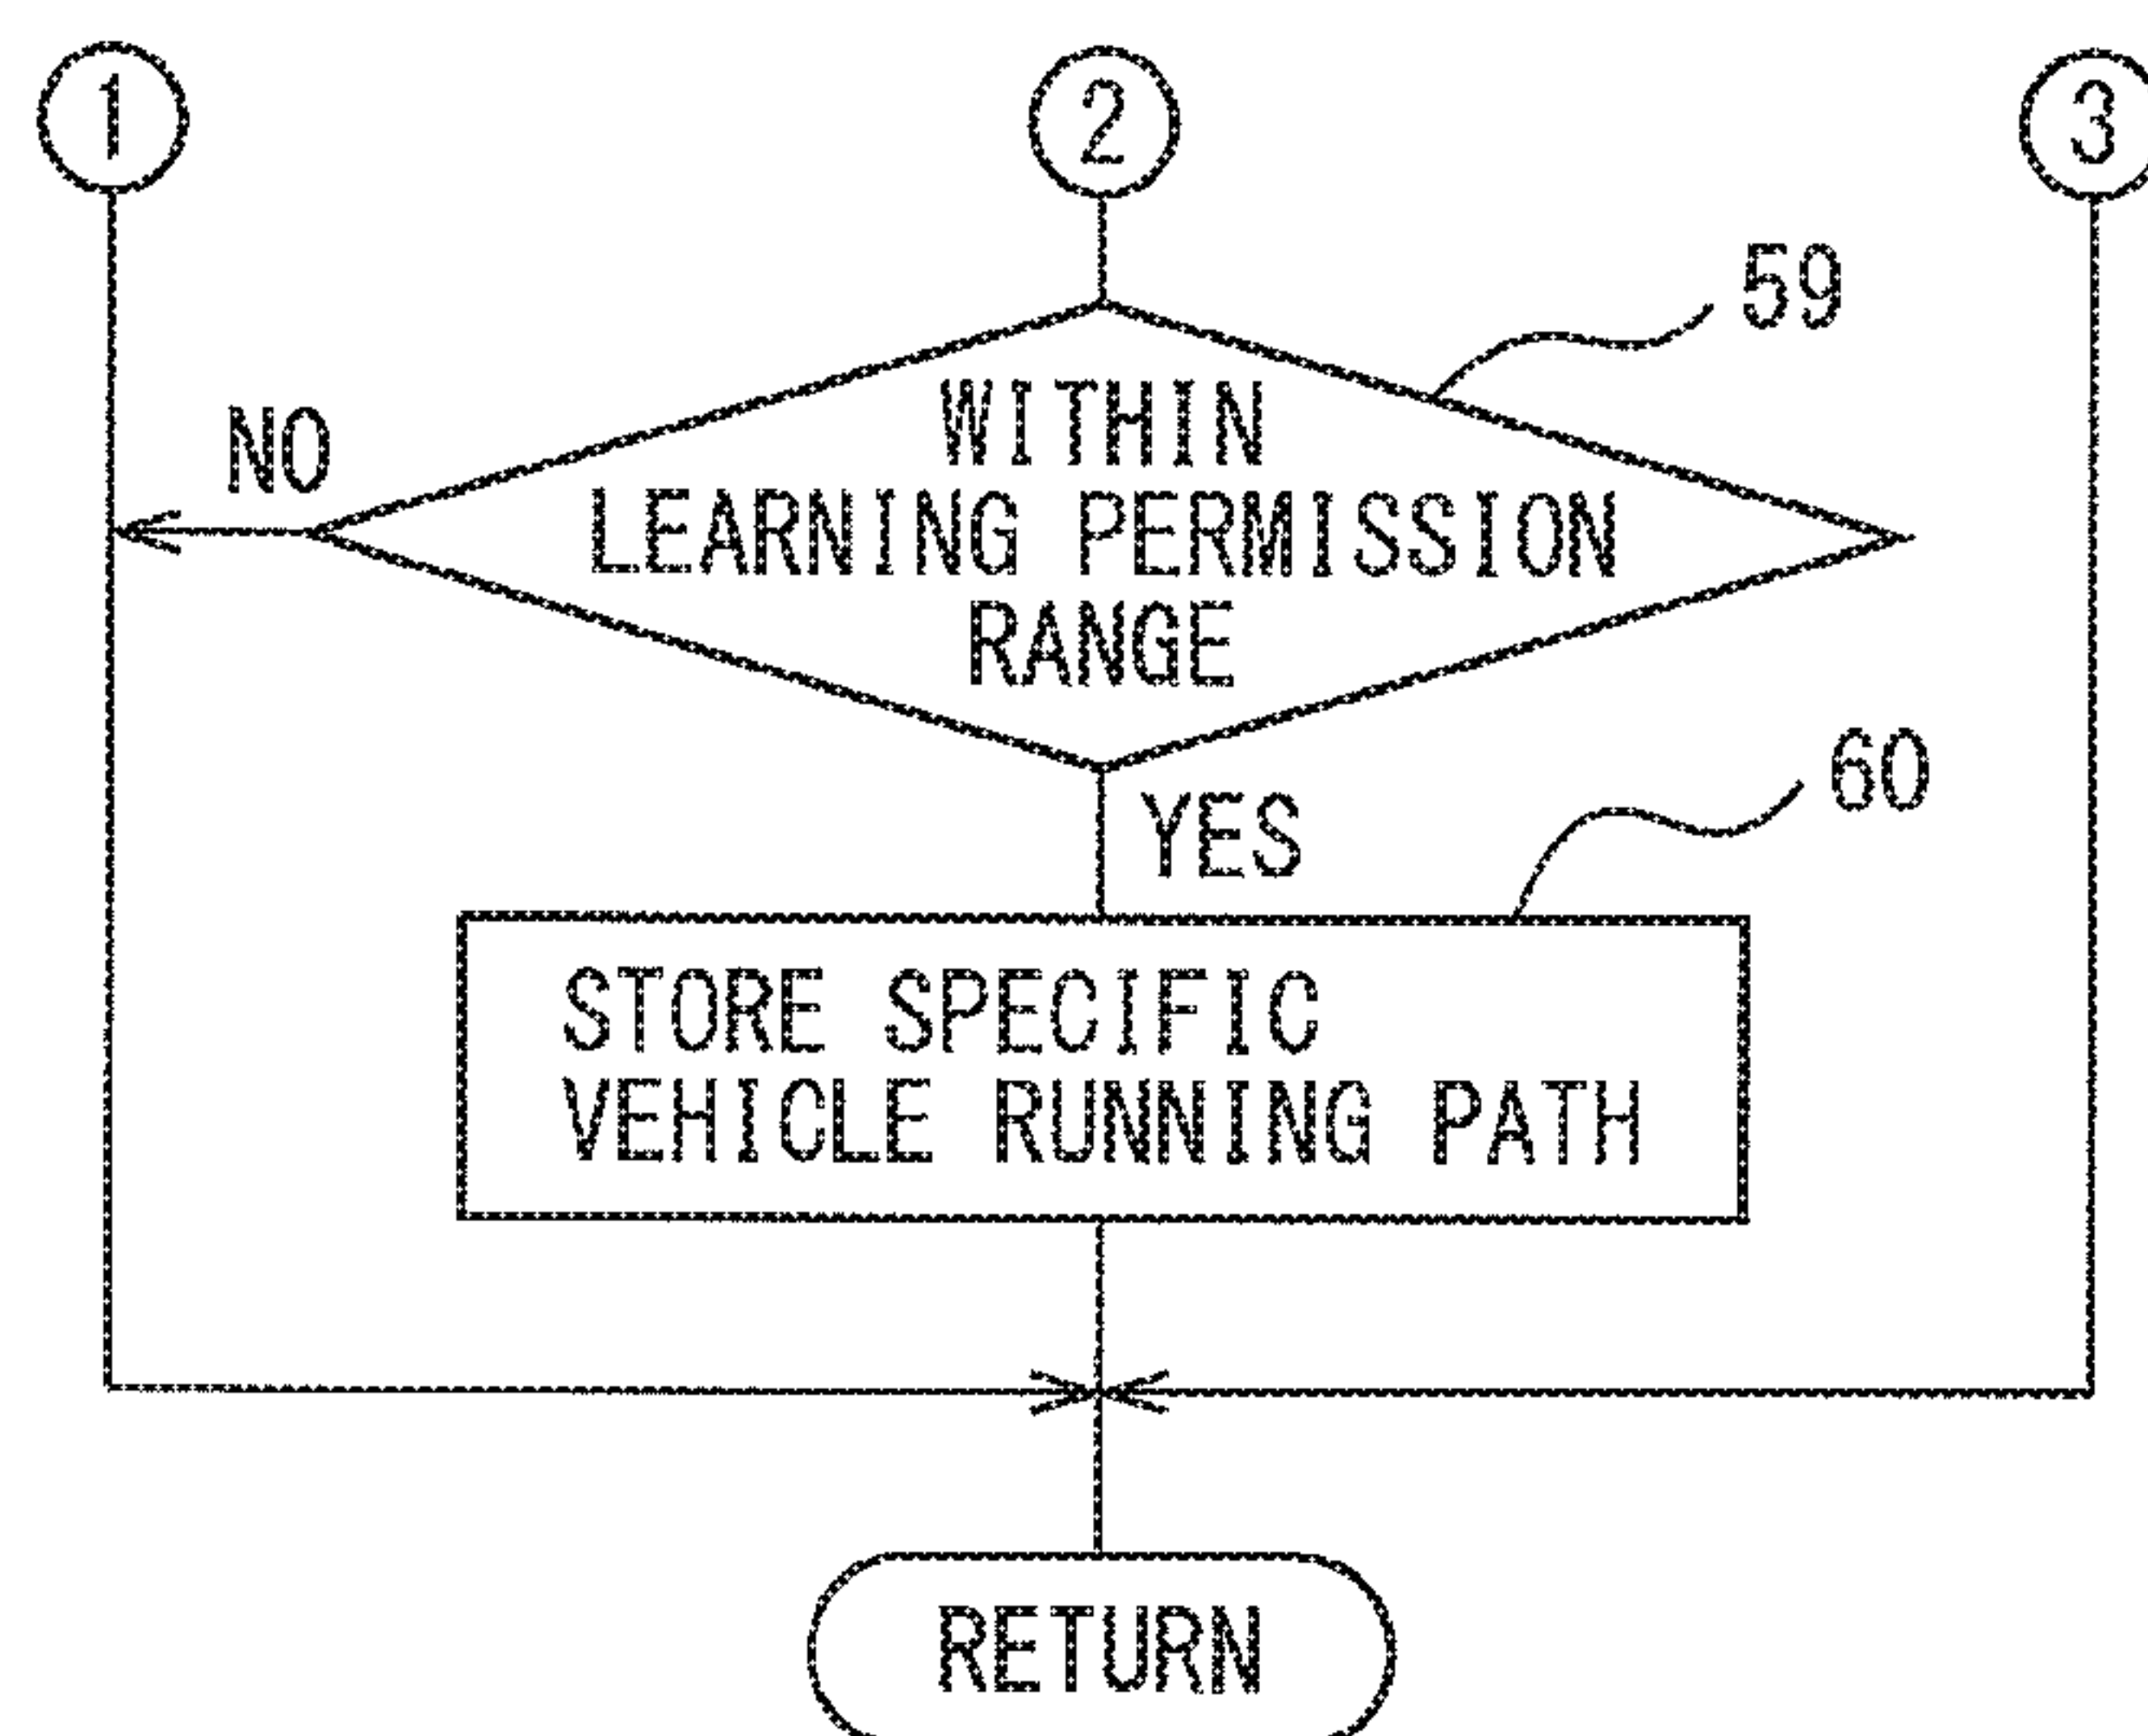 1
2
3
59
NO
WITHIN
LEARNING PERMISSION
RANGE
60
YES
STORE SPECIFIC
VEHICLE RUNNING PATH
RETURN